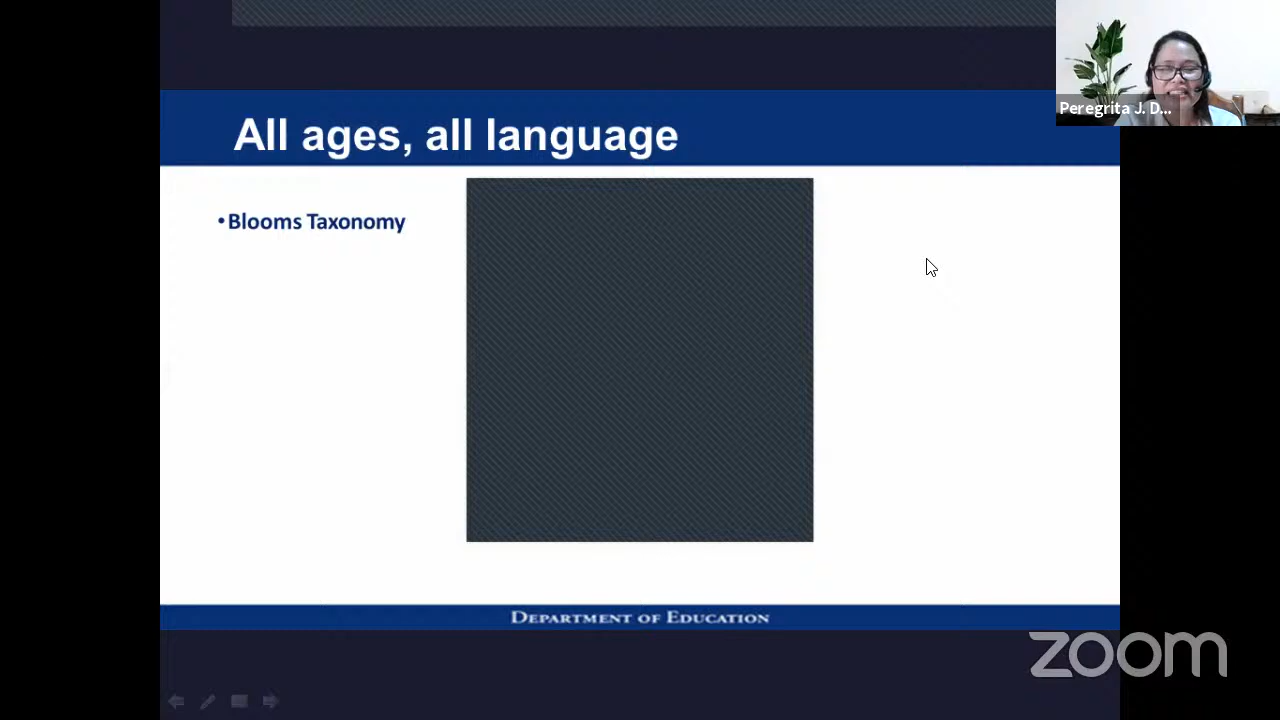 Peregrita J. D...
All ages, all language
•Blooms Taxonomy
DEPARTMENT OF EDUCATION
zoom